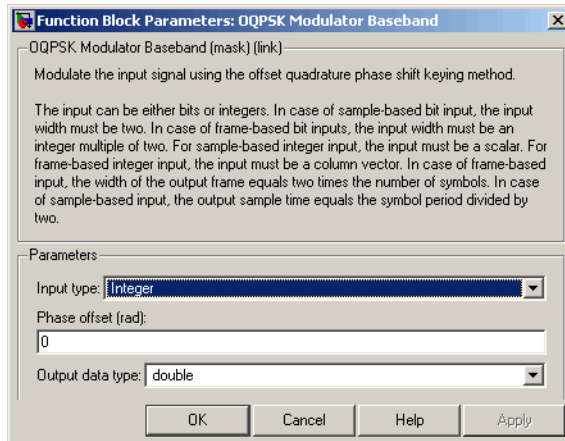 Function Block Parameters: OQPSK Modulator Baseband
OQPSK Modulator Baseband (mask) (link)
Modulate the input signal using the offset quadrature phase shift keying method.
The input can be either bits or integers. In case of sample-based bit input, the input
width must be two. In case of frame-based bit inputs, the input width must be an
integer multiple of two. For sample-based integer input, the input must be a scalar. For
frame-based integer input, the input must be a column vector. In case of frame-based
input, the width of the output frame equals two times the number of symbols. In case
of sample-based input, the output sample time equals the symbol period divided by
two.
Parameters
Input type: Integer
Phase offset (rad):
0
Output data type: double
OK Cancel Help Apply